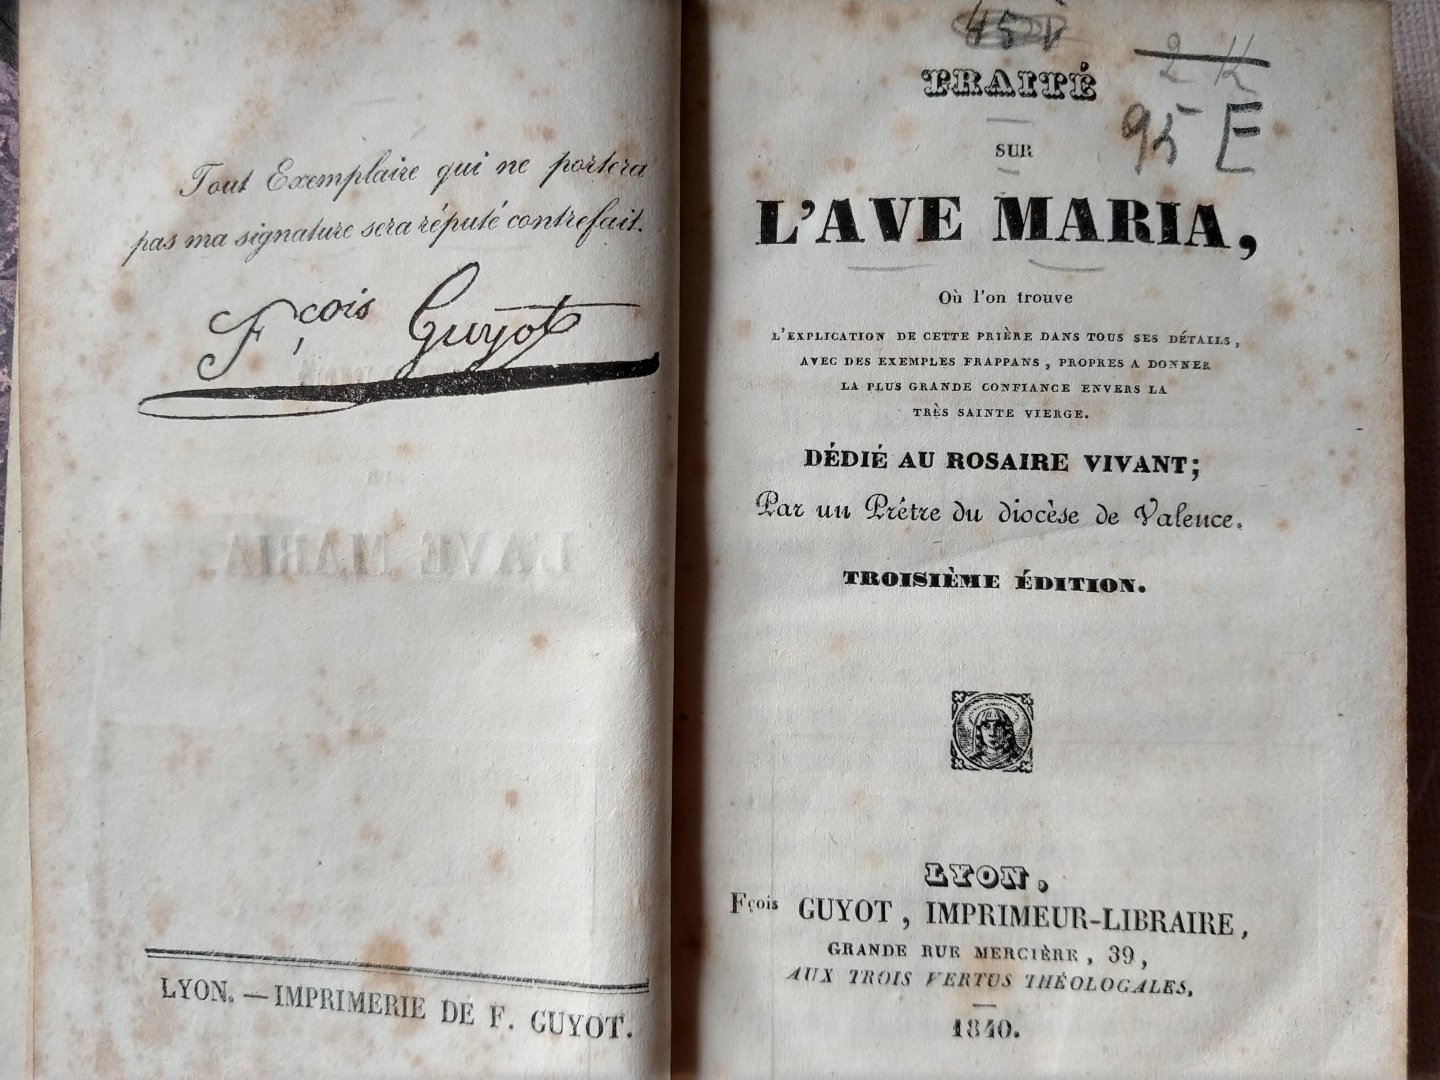 Tout Exemplaire qui ne portera
pas ma signature sera réputé contrefait.
Fçois Guyot
LYON. — IMPRIMERIE DE F. GUYOT.
45
2
95 E
TRAITÉ
SUR
L'AVE MARIA,
Où l'on trouve
L'EXPLICATION DE CETTE PRIÈRE DANS TOUS SES DÉTAILS,
AVEC DES EXEMPLES FRAPPANS, PROPRES A DONNER
LA PLUS GRANDE CONFIANCE ENVERS LA
TRÈS SAINTE VIERGE.
DÉDIÉ AU ROSAIRE VIVANT;
Par un Prêtre du diocèse de Valence.
TROISIÈME ÉDITION.
LYON,
Fçois GUYOT, IMPRIMEUR-LIBRAIRE,
GRANDE RUE MERCIÈRE, 39,
AUX TROIS VERTUS THÉOLOGALES,
1840.